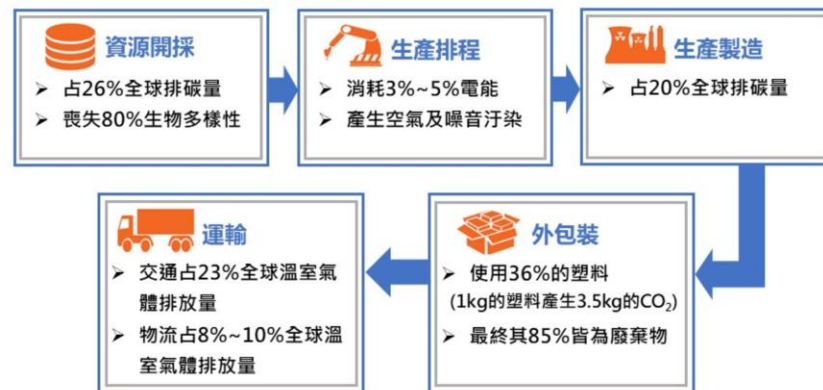 資源開採
➢ 占26%全球排碳量
➢ 喪失80%生物多樣性
生產排程
➢ 消耗3%~5%電能
➢ 產生空氣及噪音汙染
生產製造
➢ 占20%全球排碳量
外包裝
➢ 使用36%的塑料
(1kg的塑料產生3.5kg的CO₂)
➢ 最終其85%皆為廢棄物
運輸
➢ 交通占23%全球溫室氣
體排放量
➢ 物流占8%~10%全球溫
室氣體排放量